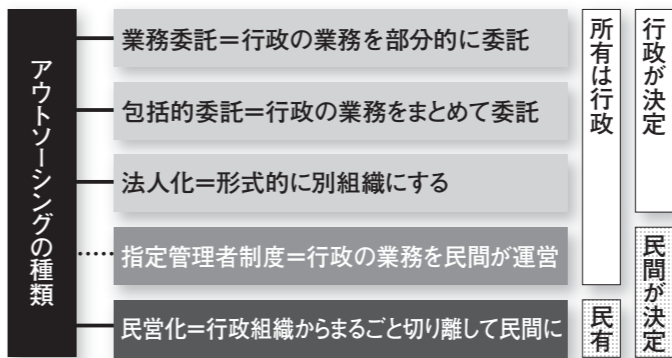 アウトソーシングの種類
業務委託＝行政の業務を部分的に委託
包括的委託＝行政の業務をまとめて委託
法人化＝形式的に別組織にする
指定管理者制度＝行政の業務を民間が運営
民営化＝行政組織からまるごと切り離して民間に
所有は行政
民有
行政が決定
民間が決定